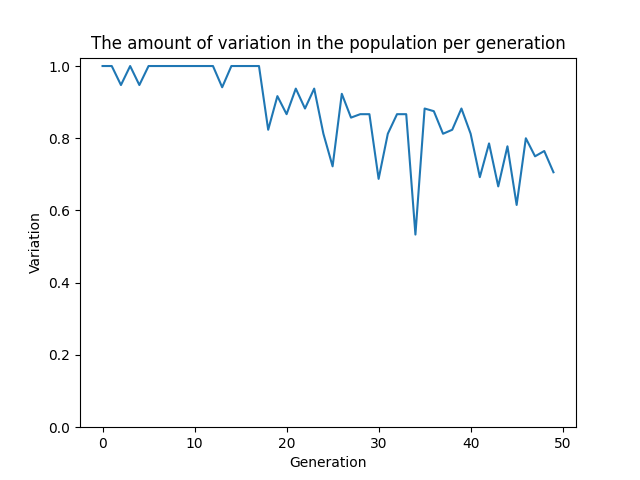 The amount of variation in the population per generation
1.0
0.8
0.6
0.4
0.2
0.0
Variation
0 10 20 30 40 50
Generation